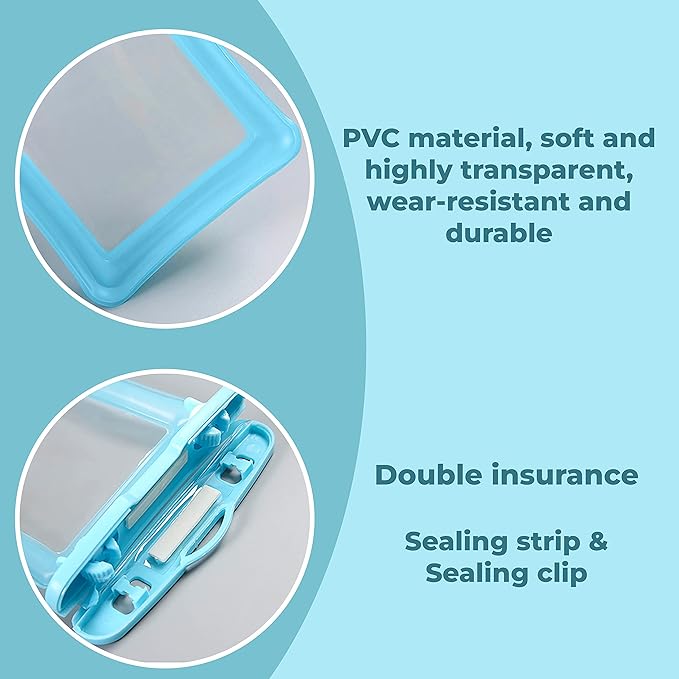 PVC material, soft and
highly transparent,
wear-resistant and
durable
Double insurance
Sealing strip &
Sealing clip